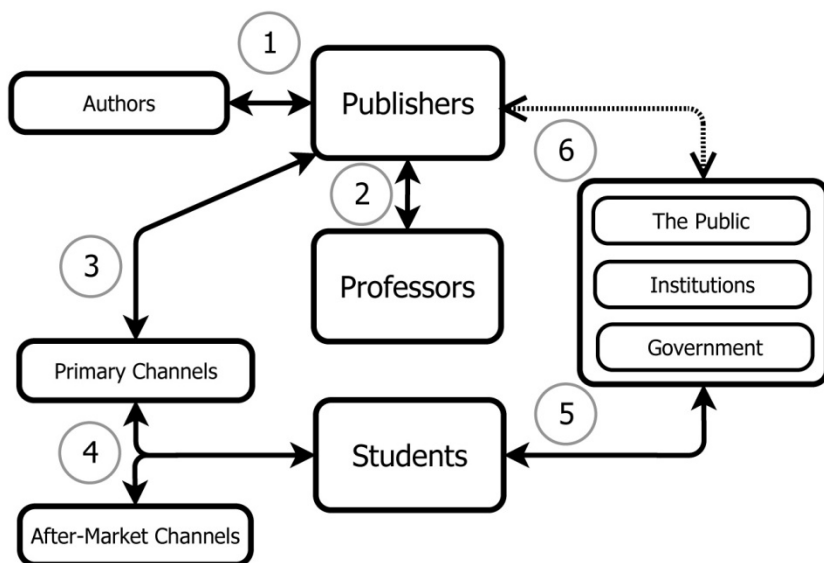 1
Authors
Publishers
6
2
The Public
3
Professors
Institutions
Government
Primary Channels
5
4
Students
After-Market Channels